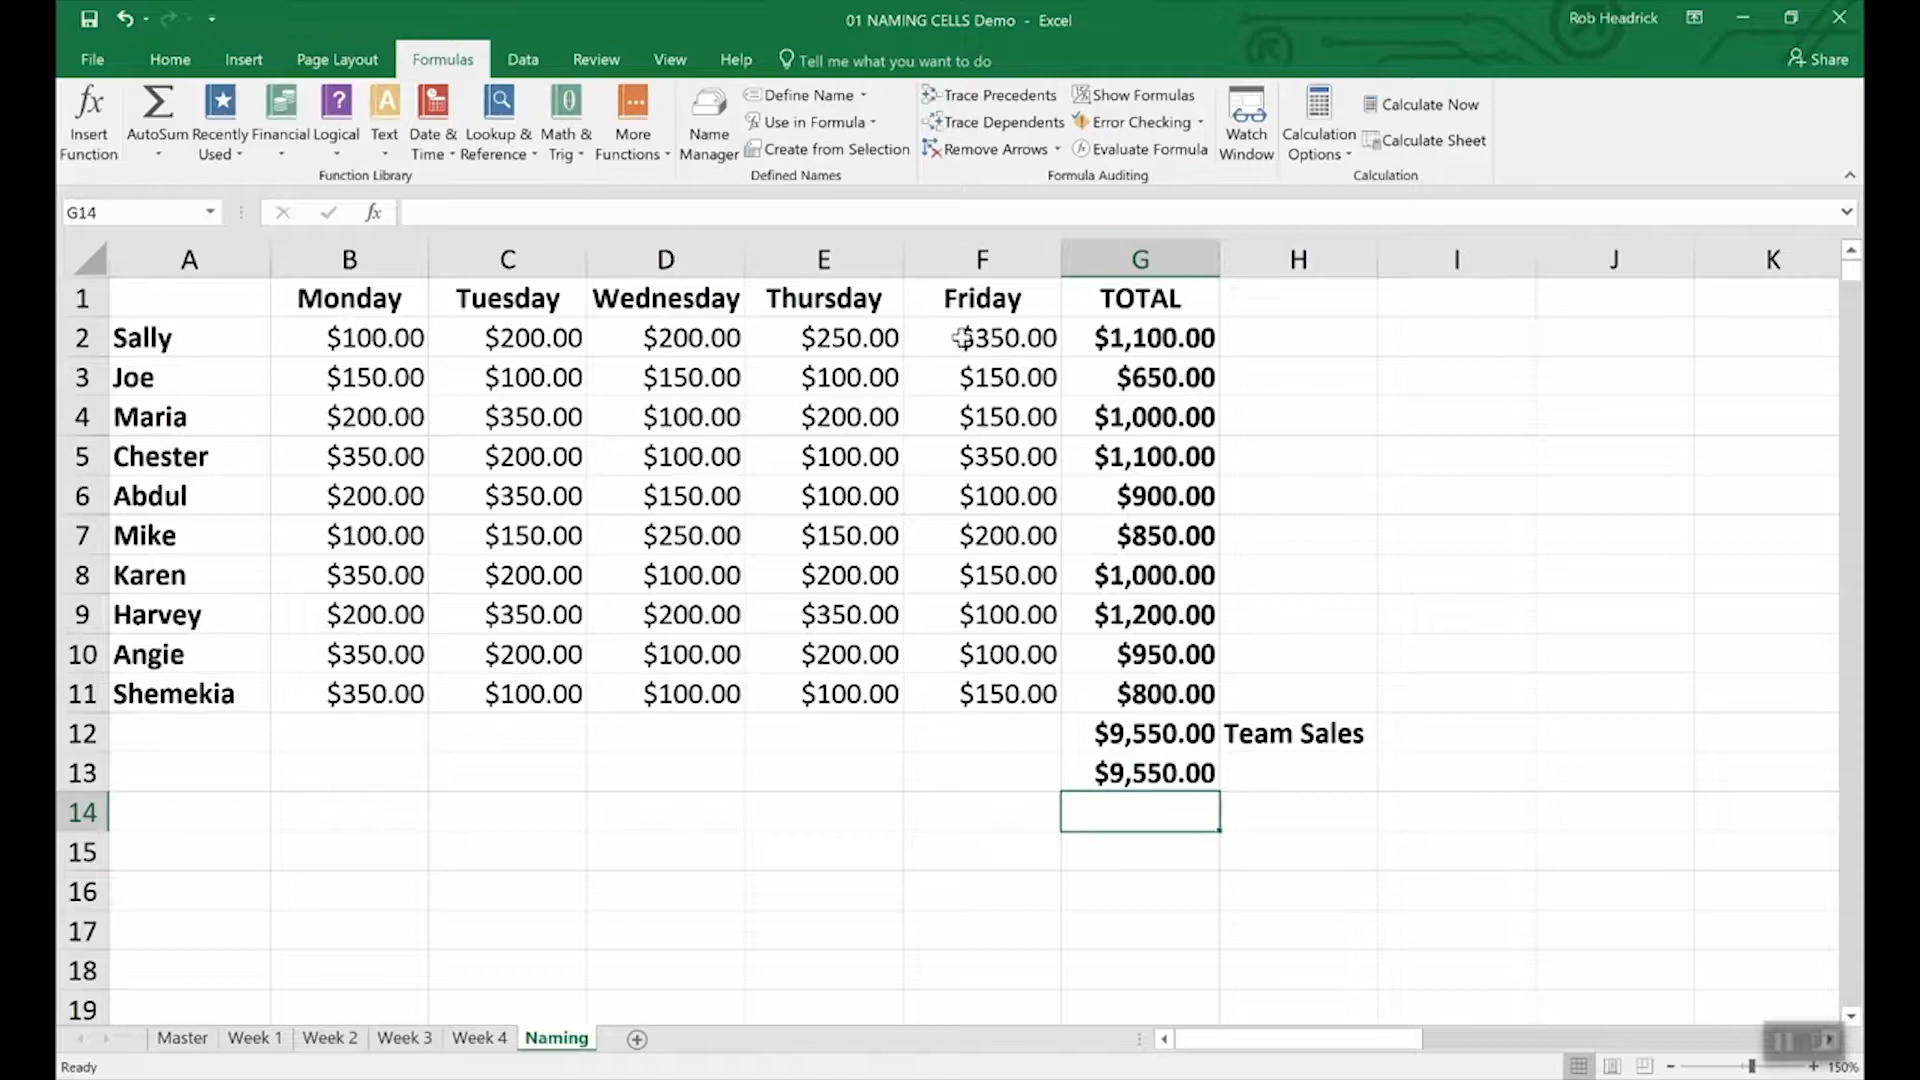 01 NAMING CELLS Demo - Excel
Rob Headrick
File Home Insert Page Layout Formulas Data Review View Help Tell me what you want to do
Share
Insert Function
AutoSum
Recently Used
Financial
Logical
Text
Date & Time
Lookup & Reference
Math & Trig
More Functions
Function Library
Name Manager
Define Name
Use in Formula
Create from Selection
Defined Names
Trace Precedents
Trace Dependents
Remove Arrows
Show Formulas
Error Checking
Evaluate Formula
Formula Auditing
Watch Window
Calculation Options
Calculate Now
Calculate Sheet
Calculation
G14
fx
A B C D E F G H I J K
1 Monday Tuesday Wednesday Thursday Friday TOTAL
2 Sally $100.00 $200.00 $200.00 $250.00 $350.00 $1,100.00
3 Joe $150.00 $100.00 $150.00 $100.00 $150.00 $650.00
4 Maria $200.00 $350.00 $100.00 $200.00 $150.00 $1,000.00
5 Chester $350.00 $200.00 $100.00 $100.00 $350.00 $1,100.00
6 Abdul $200.00 $350.00 $150.00 $100.00 $100.00 $900.00
7 Mike $100.00 $150.00 $250.00 $150.00 $200.00 $850.00
8 Karen $350.00 $200.00 $100.00 $200.00 $150.00 $1,000.00
9 Harvey $200.00 $350.00 $200.00 $350.00 $100.00 $1,200.00
10 Angie $350.00 $200.00 $100.00 $200.00 $100.00 $950.00
11 Shemekia $350.00 $100.00 $100.00 $100.00 $150.00 $800.00
12 $9,550.00 Team Sales
13 $9,550.00
14
15
16
17
18
19
Master Week 1 Week 2 Week 3 Week 4 Naming
Ready
150%